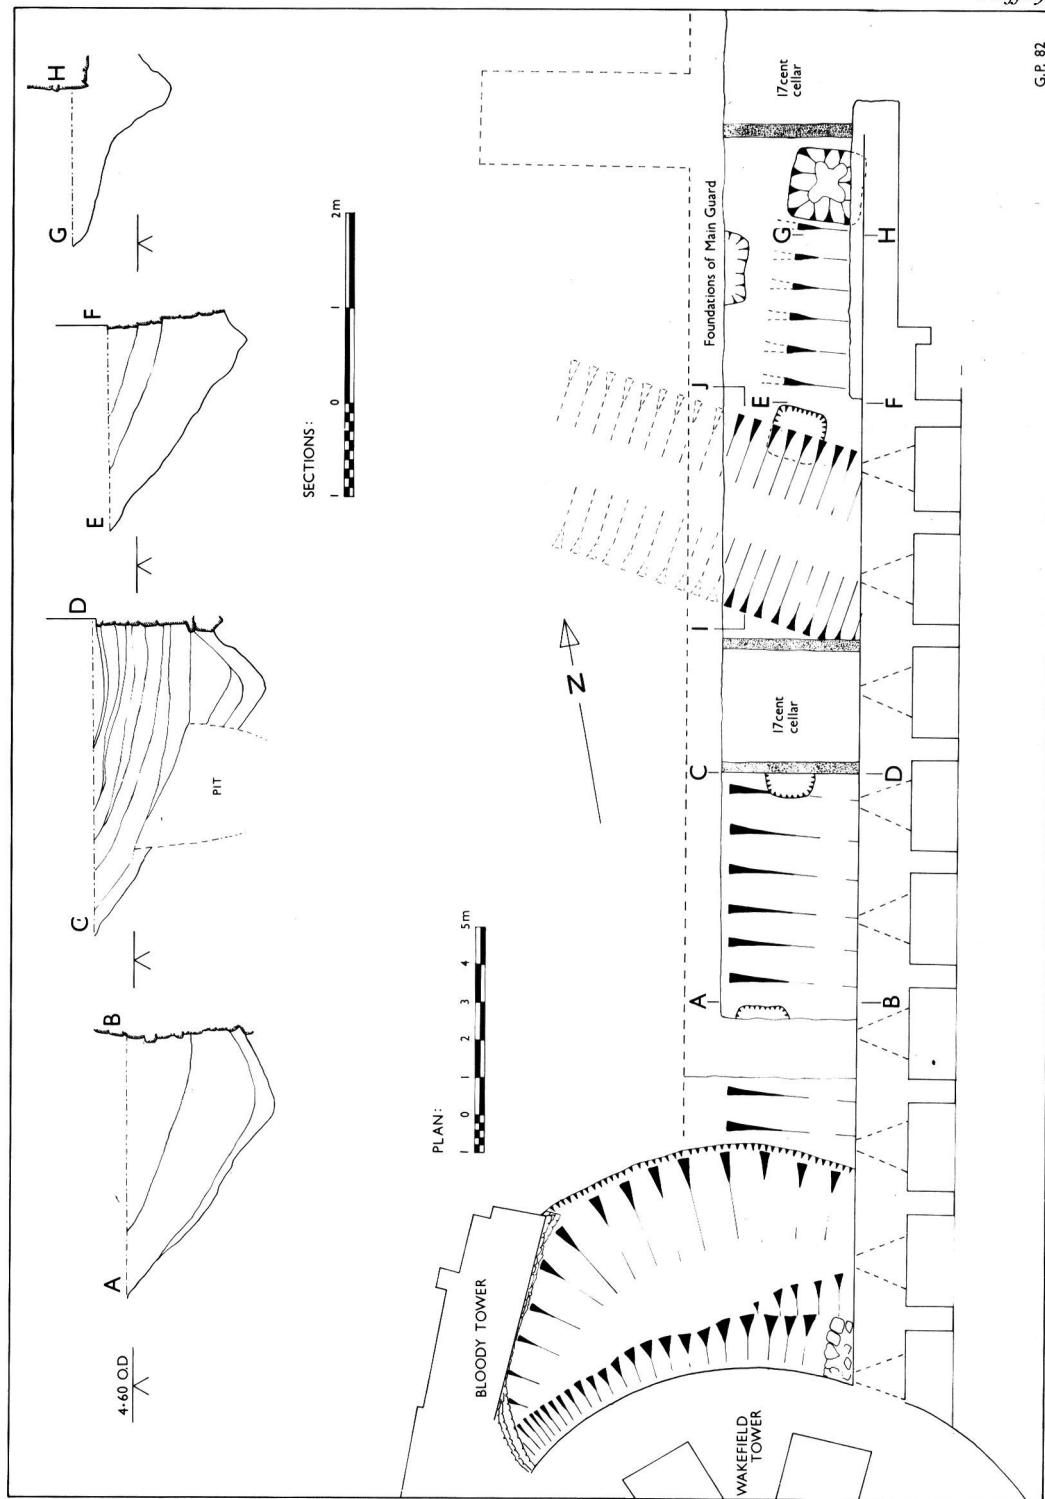 4·60 O.D
A
B
C
D
PIT
E
F
G
H
SECTIONS:
1
0
1
2m
PLAN:
1
0
1
2
3
4
5m
N
BLOODY TOWER
WAKEFIELD
TOWER
A
B
C
D
17cent
cellar
I
J
E
F
G
H
Foundations of Main Guard
17cent
cellar
G.P. 82